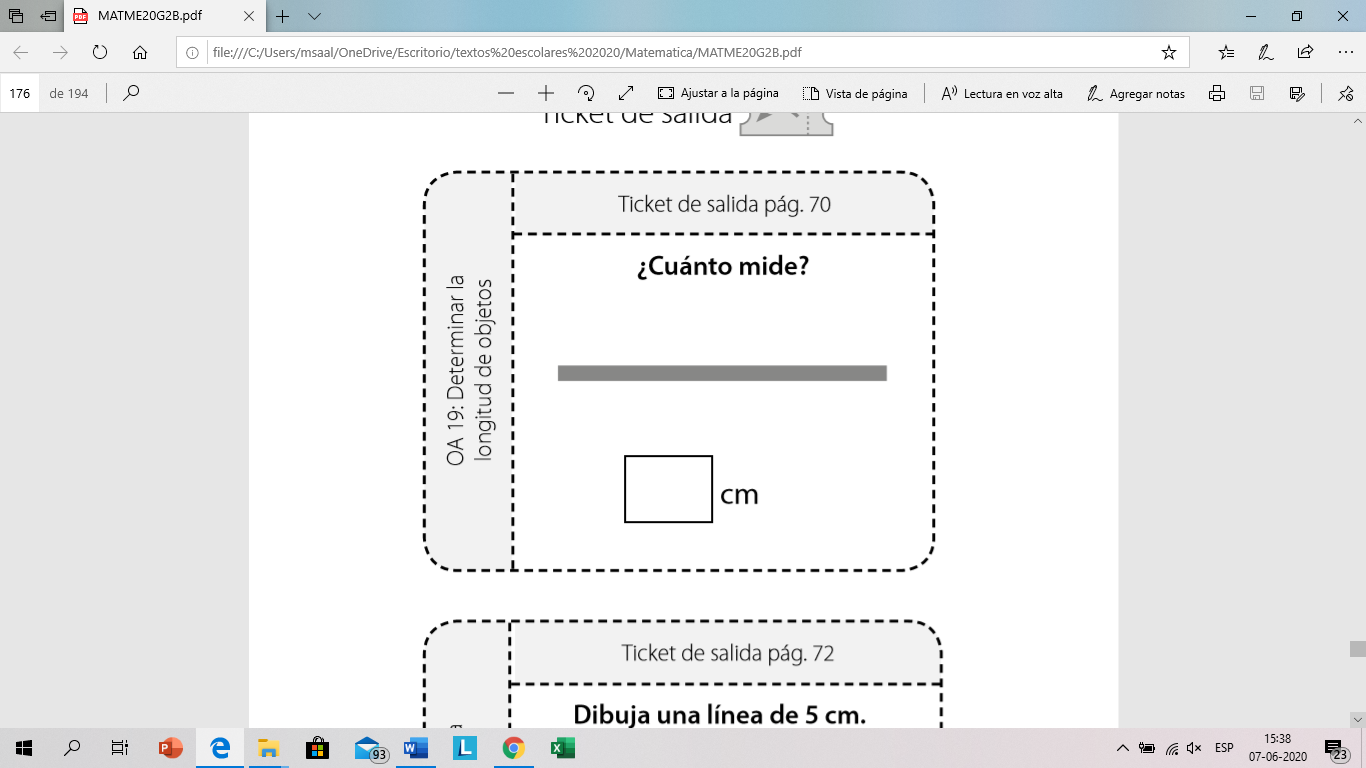 MATME20G2B.pdf
file:///C:/Users/msaal/OneDrive/Escritorio/textos%20escolares%202020/Matematica/MATME20G2B.pdf
176 de 194
Ajustar a la página
Vista de página
Lectura en voz alta
Agregar notas
Ticket de salida
Ticket de salida pág. 70
OA 19: Determinar la
longitud de objetos
¿Cuánto mide?
cm
Ticket de salida pág. 72
Dibuja una línea de 5 cm.
93
ESP
15:38
07-06-2020
23